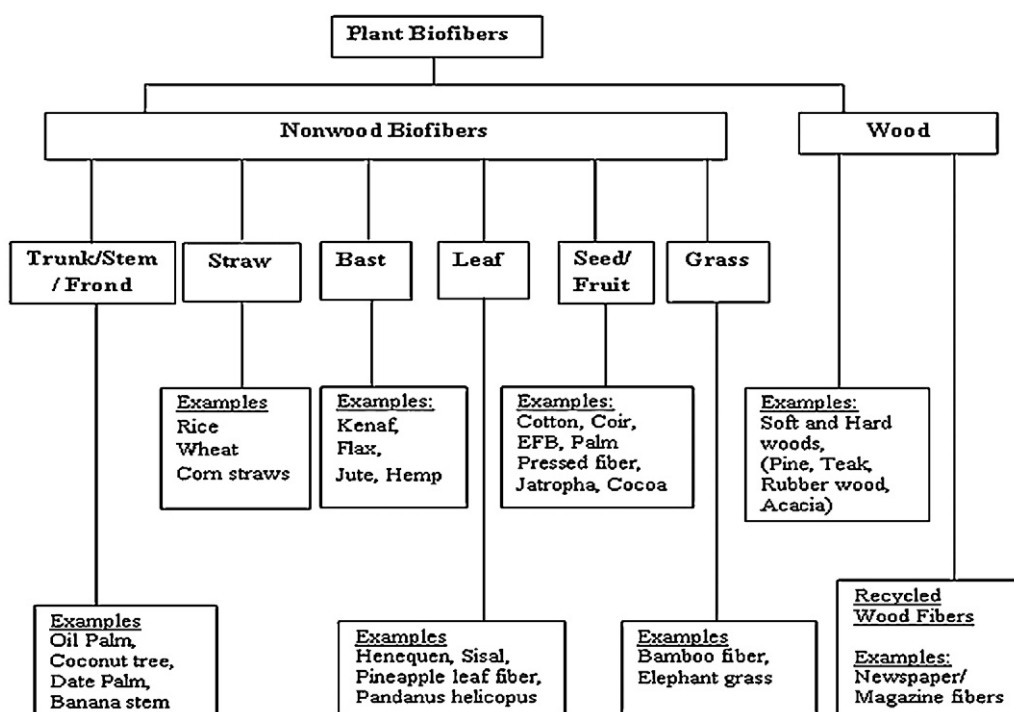 Plant Biofibers
Nonwood Biofibers
Wood
Trunk/Stem
/ Frond
Straw
Bast
Leaf
Seed/
Fruit
Grass
Examples
Rice
Wheat
Corn straws
Examples:
Kenaf,
Flax,
Jute, Hemp
Examples:
Cotton, Coir,
EFB, Palm
Pressed fiber,
Jatropha, Cocoa
Examples:
Soft and Hard
woods,
(Pine, Teak,
Rubber wood,
Acacia)
Examples
Oil Palm,
Coconut tree,
Date Palm,
Banana stem
Examples
Henequen, Sisal,
Pineapple leaf fiber,
Pandanus helicopus
Examples
Bamboo fiber,
Elephant grass
Recycled
Wood Fibers
Examples:
Newspaper/
Magazine fibers